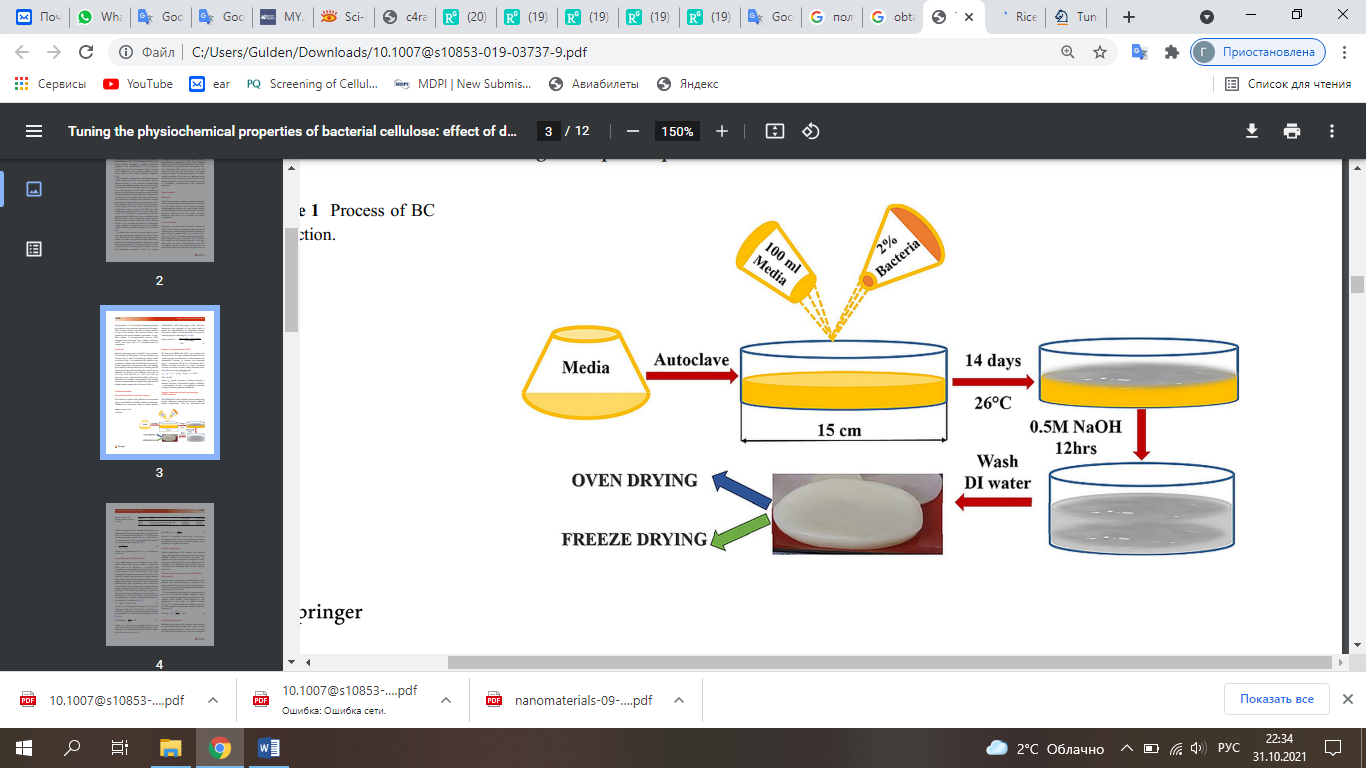 Поч
Wha
Goc
Goc
MY.
Sci-I
c4ra
(20)
(19)
(19)
(19)
(19)
Goc
пол
obta
Rice
Tun
Файл
C:/Users/Gulden/Downloads/10.1007@s10853-019-03737-9.pdf
Приостановлена
Сервисы
YouTube
ear
PQ Screening of Cellul...
MDPI | New Submis...
Авиабилеты
Яндекс
Список для чтения
Tuning the physiochemical properties of bacterial cellulose: effect of d...
3 / 12
150%
2
3
4
e 1 Process of BC
ction.
100 ml
Media
2%
Bacteria
Media
Autoclave
14 days
26°C
15 cm
0.5M NaOH
12hrs
Wash
DI water
OVEN DRYING
FREEZE DRYING
pringer
10.1007@s10853-....pdf
10.1007@s10853-....pdf
Ошибка: Ошибка сети.
nanomaterials-09-....pdf
Показать все
2°C Облачно
РУС
22:34
31.10.2021